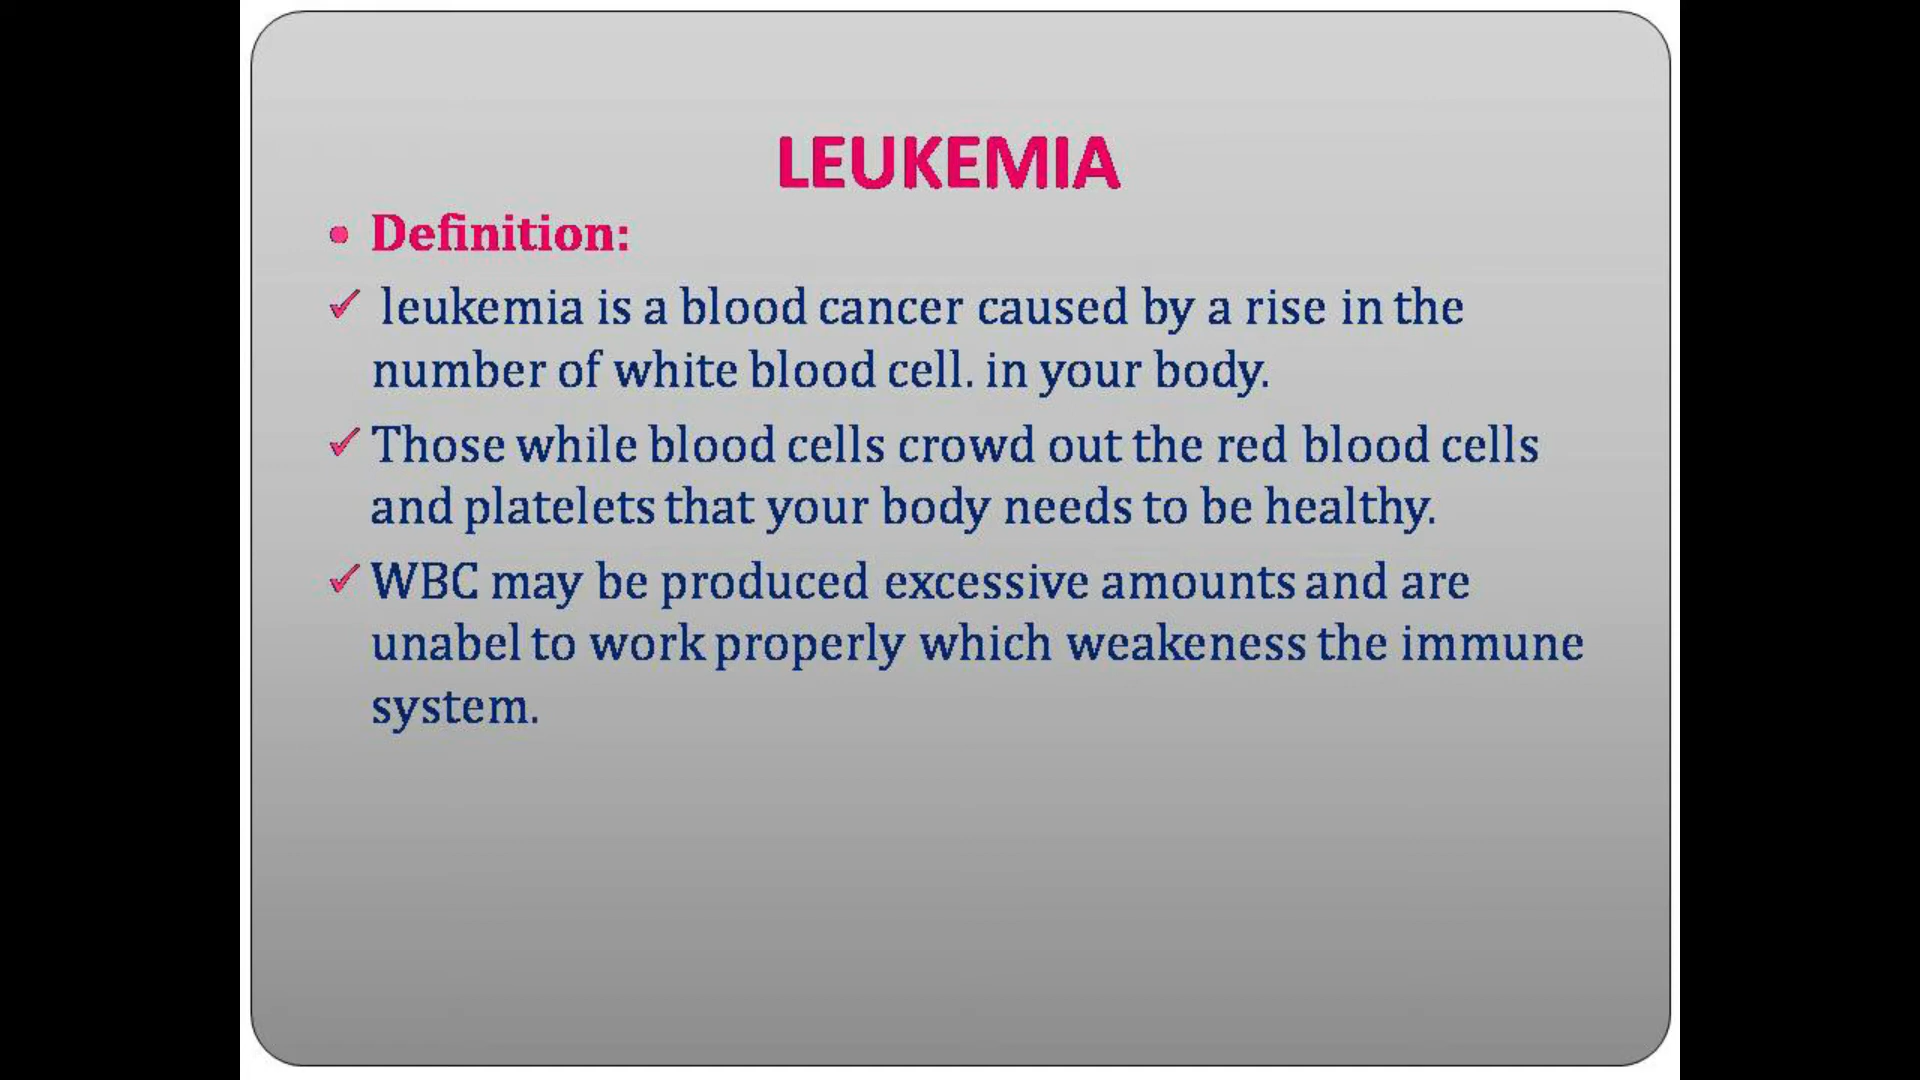 LEUKEMIA
• Definition:
✓ leukemia is a blood cancer caused by a rise in the
number of white blood cell. in your body.
✓ Those while blood cells crowd out the red blood cells
and platelets that your body needs to be healthy.
✓ WBC may be produced excessive amounts and are
unabel to work properly which weakeness the immune
system.